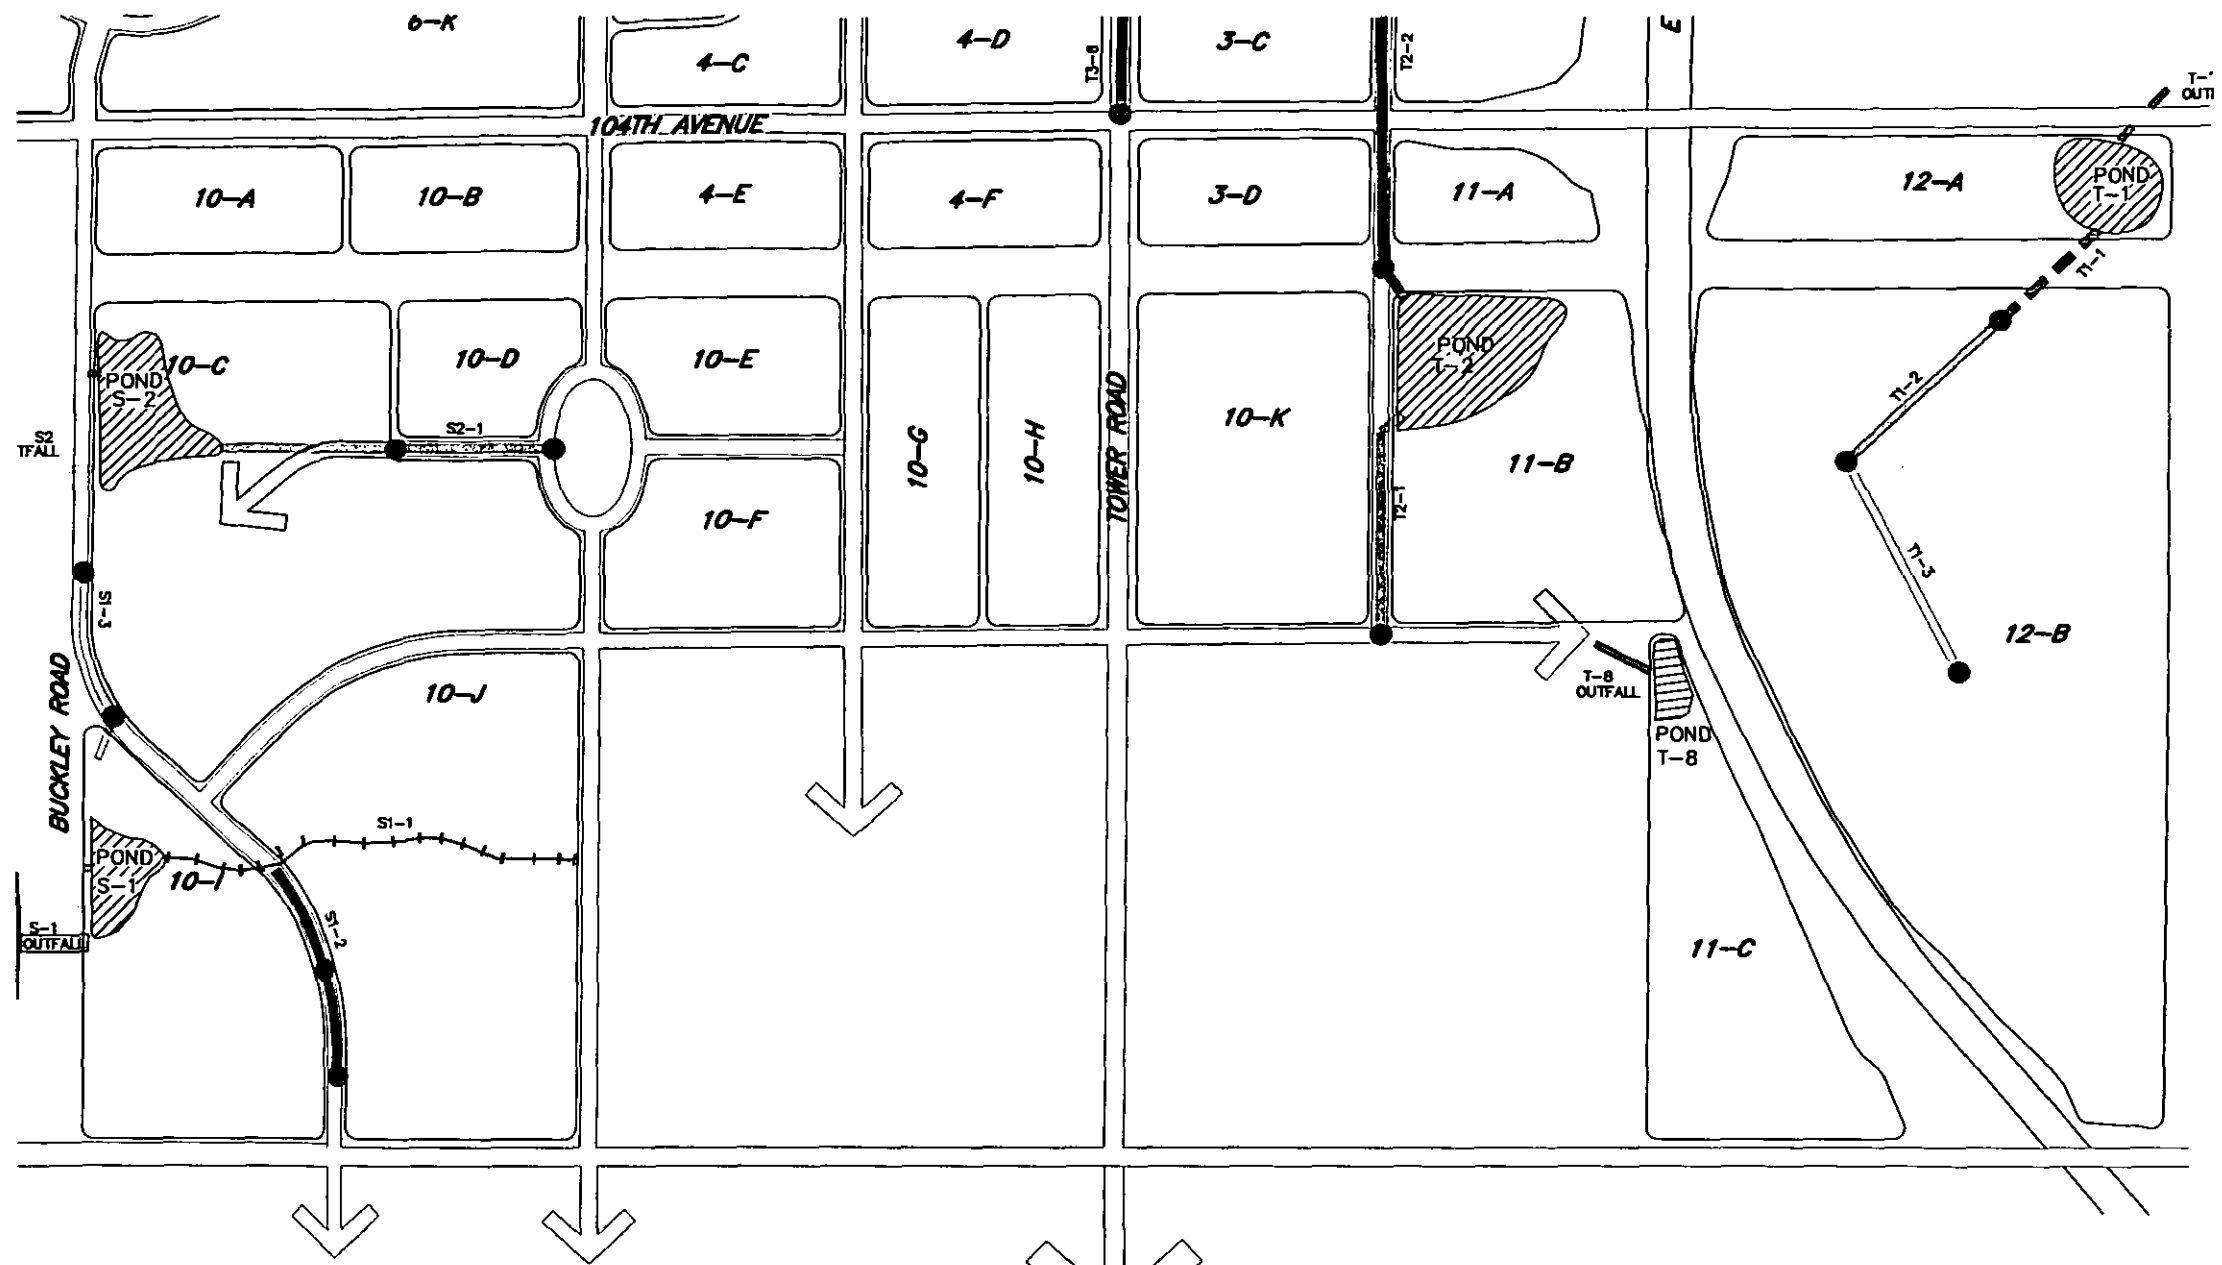 6-K
4-C
4-D
T3-8
3-C
T2-2
E
T-
OUT
104TH AVENUE
10-A
10-B
4-E
4-F
3-D
11-A
12-A
POND
T-1
T1-1
10-C
POND
S-2
10-D
10-E
10-G
10-H
TOWER ROAD
10-K
POND
T-2
11-B
T1-2
S2
TFALL
S2-1
10-F
T2-1
T1-3
12-B
S1-3
BUCKLEY ROAD
10-J
T-8
OUTFALL
POND
T-8
S1-1
POND
S-1
10-I
S1-2
S-1
OUTFALL
11-C